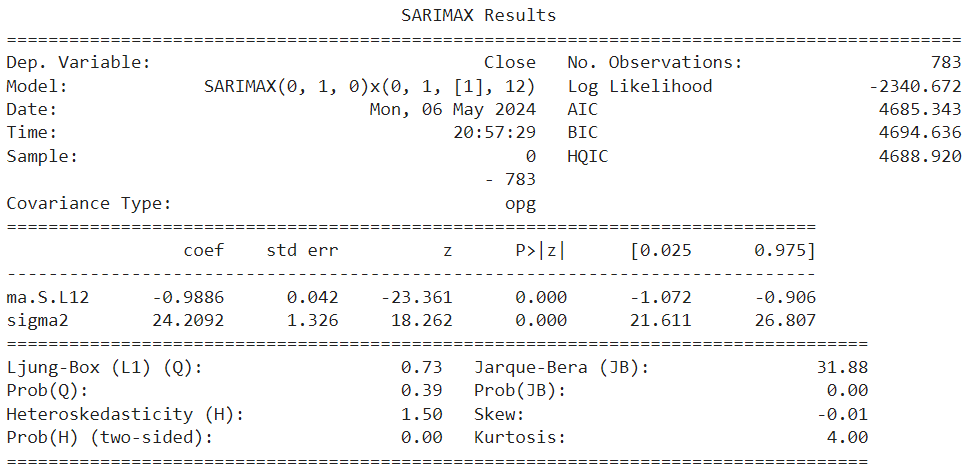 SARIMAX Results
==========================================================================================
Dep. Variable:                              Close   No. Observations:                  783
Model:             SARIMAX(0, 1, 0)x(0, 1, [1], 12)   Log Likelihood               -2340.672
Date:                            Mon, 06 May 2024   AIC                           4685.343
Time:                                    20:57:29   BIC                           4694.636
Sample:                                         0   HQIC                          4688.920
- 783
Covariance Type:                              opg
==============================================================================
coef    std err          z      P>|z|      [0.025      0.975]
------------------------------------------------------------------------------
ma.S.L12      -0.9886      0.042    -23.361      0.000      -1.072      -0.906
sigma2        24.2092      1.326     18.262      0.000      21.611      26.807
===================================================================================
Ljung-Box (L1) (Q):                   0.73   Jarque-Bera (JB):                31.88
Prob(Q):                              0.39   Prob(JB):                         0.00
Heteroskedasticity (H):               1.50   Skew:                            -0.01
Prob(H) (two-sided):                  0.00   Kurtosis:                         4.00
===================================================================================